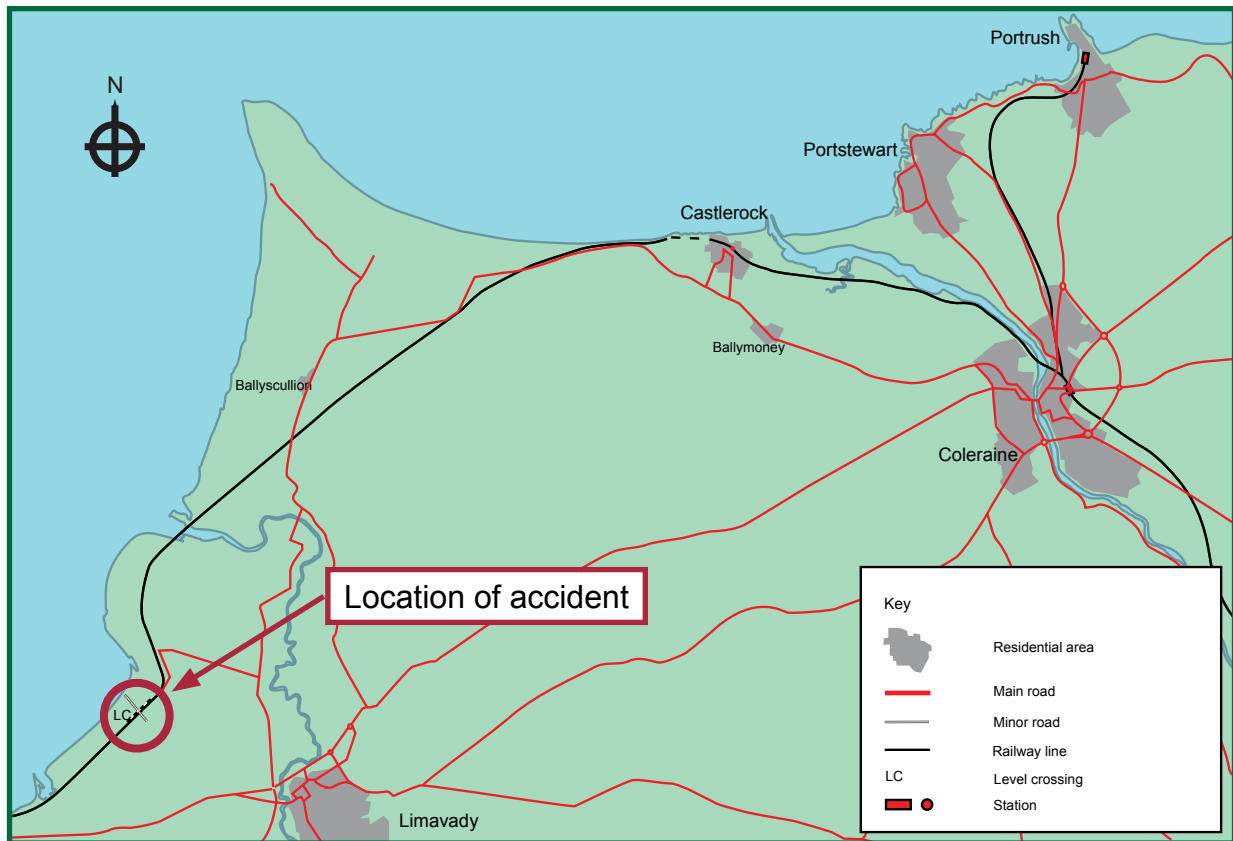 N
Portrush
Portstewart
Castlerock
Ballymoney
Ballyscullion
Coleraine
Location of accident
LC
Limavady
Key
Residential area
Main road
Minor road
Railway line
LC Level crossing
Station